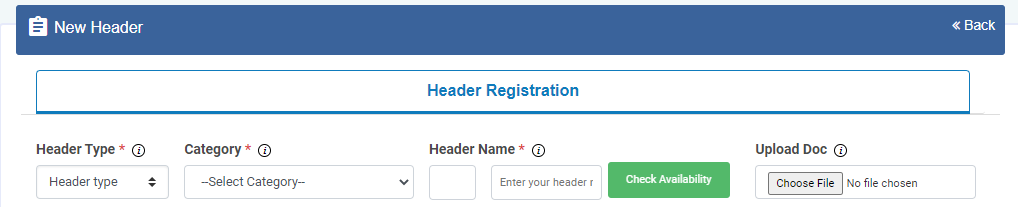 New Header
« Back
Header Registration
Header Type * Category * Header Name * Upload Doc
Header type --Select Category-- Enter your header r Check Availability Choose File No file chosen